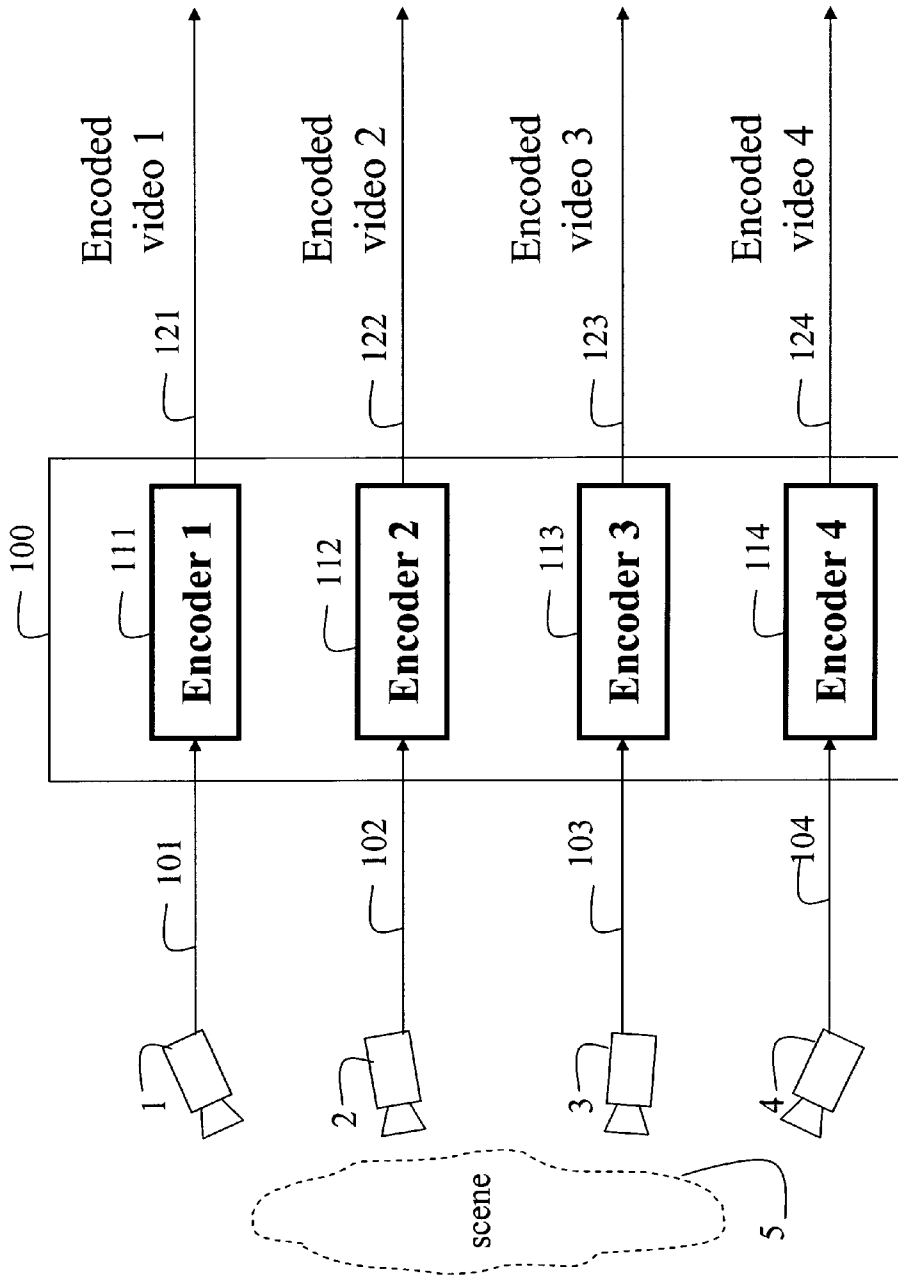 100
1
101
111
Encoder 1
121
Encoded
video 1
2
102
112
Encoder 2
122
Encoded
video 2
scene
3
103
113
Encoder 3
123
Encoded
video 3
4
104
114
Encoder 4
124
Encoded
video 4
5